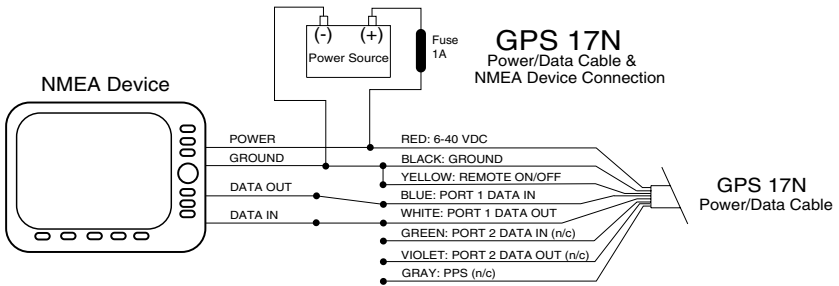 (-) (+)
Power Source
Fuse
1A
GPS 17N
Power/Data Cable &
NMEA Device Connection
NMEA Device
POWER
GROUND
DATA OUT
DATA IN
RED: 6-40 VDC
BLACK: GROUND
YELLOW: REMOTE ON/OFF
BLUE: PORT 1 DATA IN
WHITE: PORT 1 DATA OUT
GREEN: PORT 2 DATA IN (n/c)
VIOLET: PORT 2 DATA OUT (n/c)
GRAY: PPS (n/c)
GPS 17N
Power/Data Cable